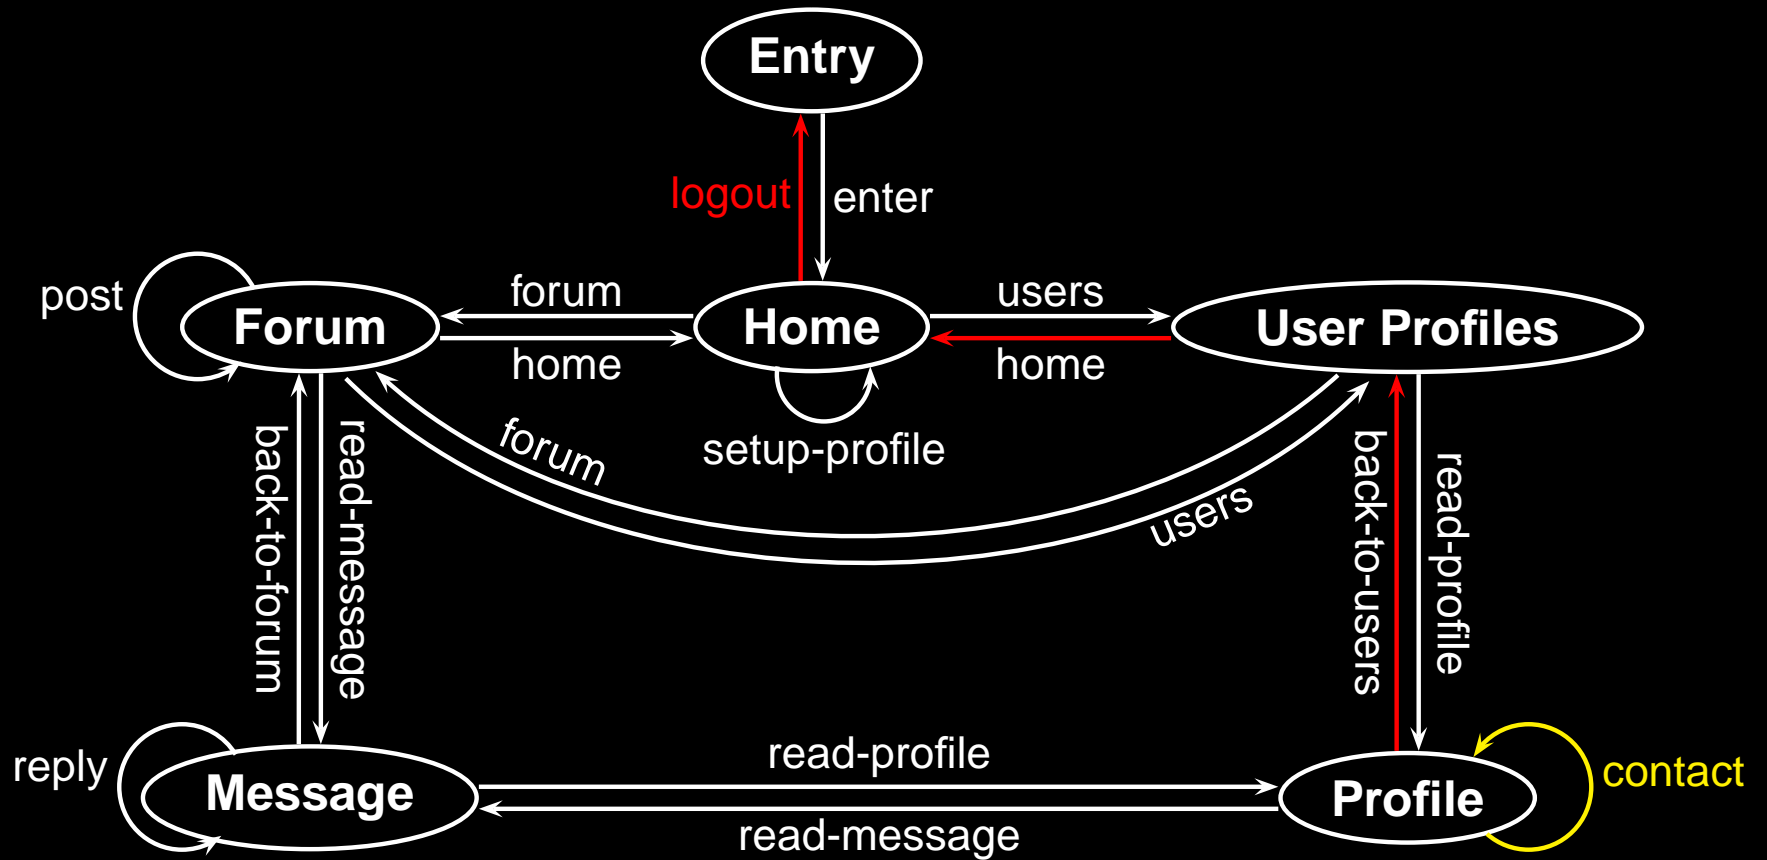 Entry
logout
enter
post
forum
users
Forum
Home
User Profiles
home
home
setup-profile
forum
users
back-to-forum
read-message
back-to-users
read-profile
reply
Message
read-profile
read-message
Profile
contact